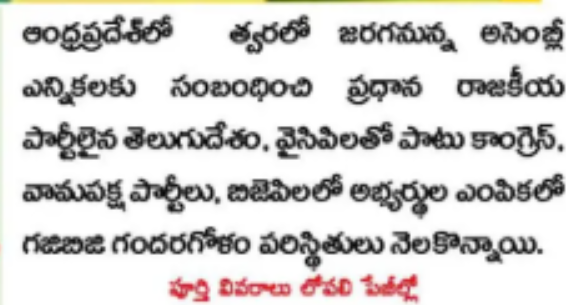 ఆంధ్రప్రదేశ్‌లో త్వరలో జరగనున్న అసెంబ్లీ
ఎన్నికలకు సంబంధించి ప్రధాన రాజకీయ
పార్టీలైన తెలుగుదేశం, వైసిపిలతో పాటు కాంగ్రెస్,
వామపక్ష పార్టీలు, బిజెపిలలో అభ్యర్థుల ఎంపికలో
గజిబిజి గందరగోళం పరిస్థితులు నెలకొన్నాయి.
పూర్తి వివరాలు లోపలి పేజీల్లో